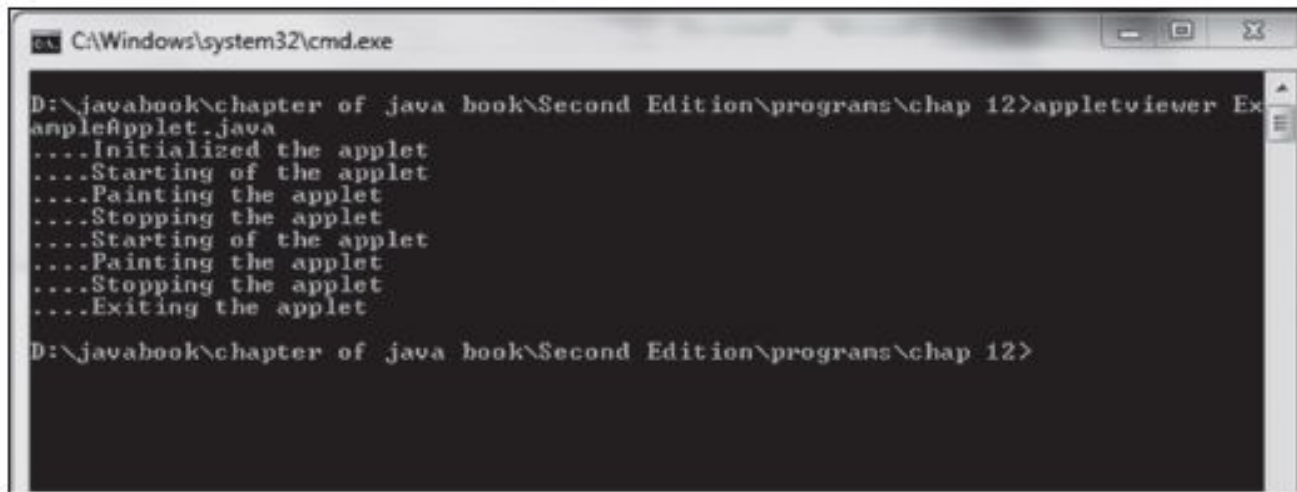 C:\Windows\system32\cmd.exe
D:\javabook\chapter of java book\Second Edition\programs\chap 12>appletviewer Ex
ampleApplet.java
....Initialized the applet
....Starting of the applet
....Painting the applet
....Stopping the applet
....Starting of the applet
....Painting the applet
....Stopping the applet
....Exiting the applet
D:\javabook\chapter of java book\Second Edition\programs\chap 12>